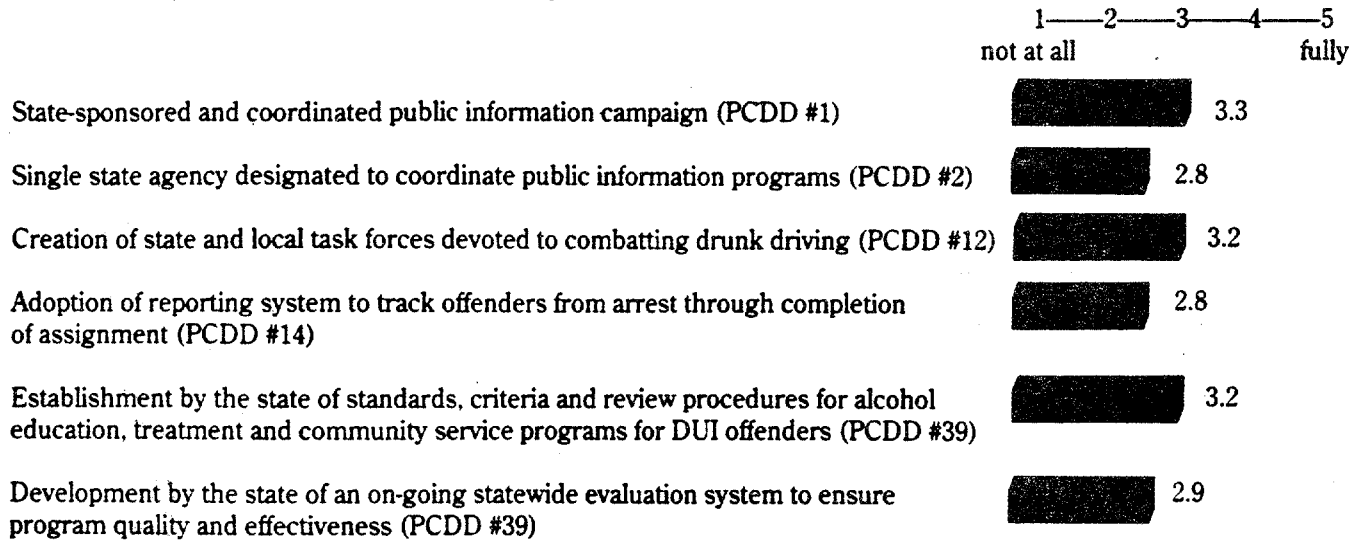 1——2——3——4——5
not at all fully
State-sponsored and coordinated public information campaign (PCDD #1) 3.3
Single state agency designated to coordinate public information programs (PCDD #2) 2.8
Creation of state and local task forces devoted to combatting drunk driving (PCDD #12) 3.2
Adoption of reporting system to track offenders from arrest through completion
of assignment (PCDD #14) 2.8
Establishment by the state of standards, criteria and review procedures for alcohol
education, treatment and community service programs for DUI offenders (PCDD #39) 3.2
Development by the state of an on-going statewide evaluation system to ensure
program quality and effectiveness (PCDD #39) 2.9